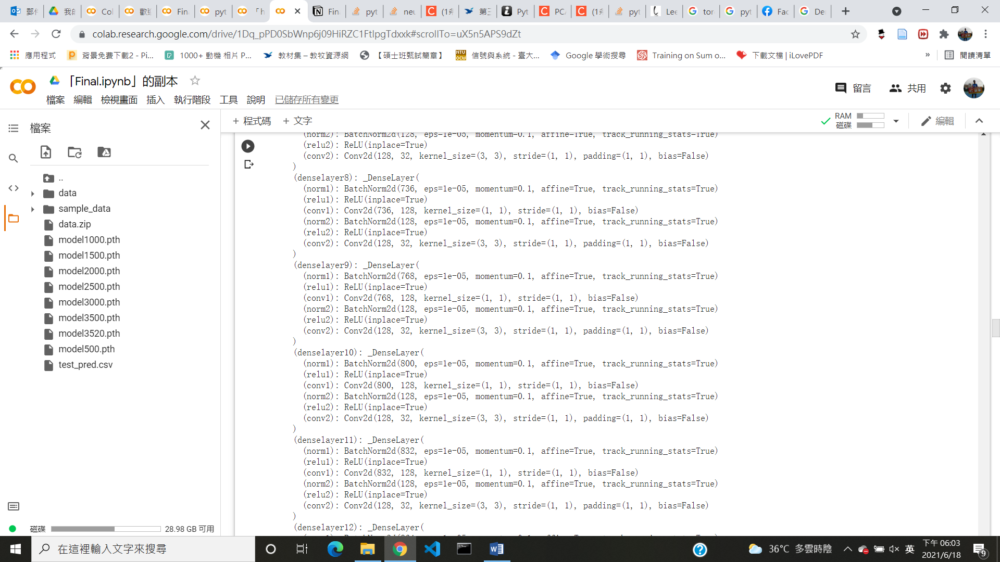 郵件
我的
Col
歡迎
Fina
pyt
「h
Fin
pyt
neu
(1条
第三
Pyt
PCA
(1条
pyt
Lee
tor
pyt
Fac
De
colab.research.google.com/drive/1Dq_pPD0SbWnp6j09HiRZC1FtlpgTdxxk#scrollTo=uX5n5APS9dZt
應用程式
背景免費下載2 - Pi...
1000+ 動機 相片 P...
教材集 – 教牧資源網
【碩士班甄試簡章】
信號與系統 - 臺大...
Google 學術搜尋
Training on Sum o...
下載文檔 | iLovePDF
»
閱讀清單
「Final.ipynb」的副本
檔案 編輯 檢視畫面 插入 執行階段 工具 說明 已儲存所有變更
留言
共用
檔案
+ 程式碼 + 文字
RAM
磁碟
編輯
..
data
sample_data
data.zip
model1000.pth
model1500.pth
model2000.pth
model2500.pth
model3000.pth
model3500.pth
model3520.pth
model500.pth
test_pred.csv
磁碟
28.98 GB 可用
(norm2): BatchNorm2d(128, eps=1e-05, momentum=0.1, affine=True, track_running_stats=True)
(relu2): ReLU(inplace=True)
(conv2): Conv2d(128, 32, kernel_size=(3, 3), stride=(1, 1), padding=(1, 1), bias=False)
)
(denselayer8): _DenseLayer(
(norm1): BatchNorm2d(736, eps=1e-05, momentum=0.1, affine=True, track_running_stats=True)
(relu1): ReLU(inplace=True)
(conv1): Conv2d(736, 128, kernel_size=(1, 1), stride=(1, 1), bias=False)
(norm2): BatchNorm2d(128, eps=1e-05, momentum=0.1, affine=True, track_running_stats=True)
(relu2): ReLU(inplace=True)
(conv2): Conv2d(128, 32, kernel_size=(3, 3), stride=(1, 1), padding=(1, 1), bias=False)
)
(denselayer9): _DenseLayer(
(norm1): BatchNorm2d(768, eps=1e-05, momentum=0.1, affine=True, track_running_stats=True)
(relu1): ReLU(inplace=True)
(conv1): Conv2d(768, 128, kernel_size=(1, 1), stride=(1, 1), bias=False)
(norm2): BatchNorm2d(128, eps=1e-05, momentum=0.1, affine=True, track_running_stats=True)
(relu2): ReLU(inplace=True)
(conv2): Conv2d(128, 32, kernel_size=(3, 3), stride=(1, 1), padding=(1, 1), bias=False)
)
(denselayer10): _DenseLayer(
(norm1): BatchNorm2d(800, eps=1e-05, momentum=0.1, affine=True, track_running_stats=True)
(relu1): ReLU(inplace=True)
(conv1): Conv2d(800, 128, kernel_size=(1, 1), stride=(1, 1), bias=False)
(norm2): BatchNorm2d(128, eps=1e-05, momentum=0.1, affine=True, track_running_stats=True)
(relu2): ReLU(inplace=True)
(conv2): Conv2d(128, 32, kernel_size=(3, 3), stride=(1, 1), padding=(1, 1), bias=False)
)
(denselayer11): _DenseLayer(
(norm1): BatchNorm2d(832, eps=1e-05, momentum=0.1, affine=True, track_running_stats=True)
(relu1): ReLU(inplace=True)
(conv1): Conv2d(832, 128, kernel_size=(1, 1), stride=(1, 1), bias=False)
(norm2): BatchNorm2d(128, eps=1e-05, momentum=0.1, affine=True, track_running_stats=True)
(relu2): ReLU(inplace=True)
(conv2): Conv2d(128, 32, kernel_size=(3, 3), stride=(1, 1), padding=(1, 1), bias=False)
)
(denselayer12): _DenseLayer(
在這裡輸入文字來搜尋
36°C 多雲時陰
英
下午 06:03
2021/6/18
9